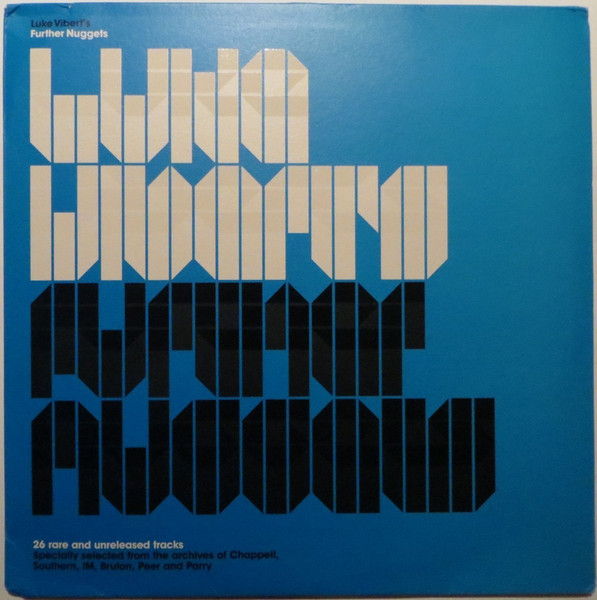 Luke Vibert's
Further Nuggets
Luke
Vibert's
Further
Nuggets
26 rare and unreleased tracks
Specially selected from the archives of Chappell,
Southern, IM, Bruton, Peer and Parry